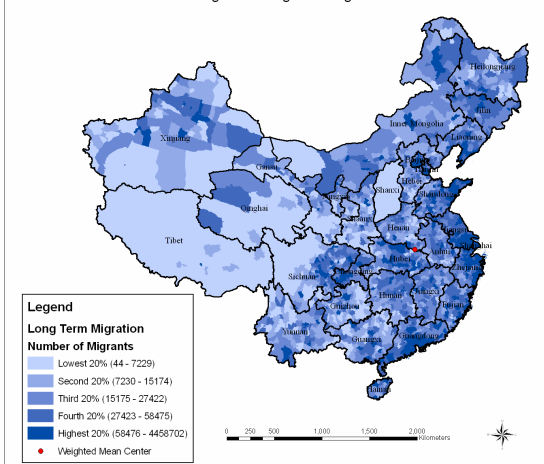 Heilongjiang
Jilin
Inner Mongolia
Liaoning
Xinjiang
Gansu
Hebei
Shanxi
Shandong
Qinghai
Henan
Tibet
Shanghai
Hubei
Sichuan
Chongqing
Zhejiang
Hunan
Jiangxi
Guizhou
Fujian
Yunnan
Guangxi
Guangdong
Hainan
Legend
Long Term Migration
Number of Migrants
Lowest 20% (44 - 7229)
Second 20% (7230 - 15174)
Third 20% (15175 - 27422)
Fourth 20% (27423 - 58475)
Highest 20% (58476 - 4458702)
Weighted Mean Center
0 250 500 1,000 1,500 2,000
Kilometers